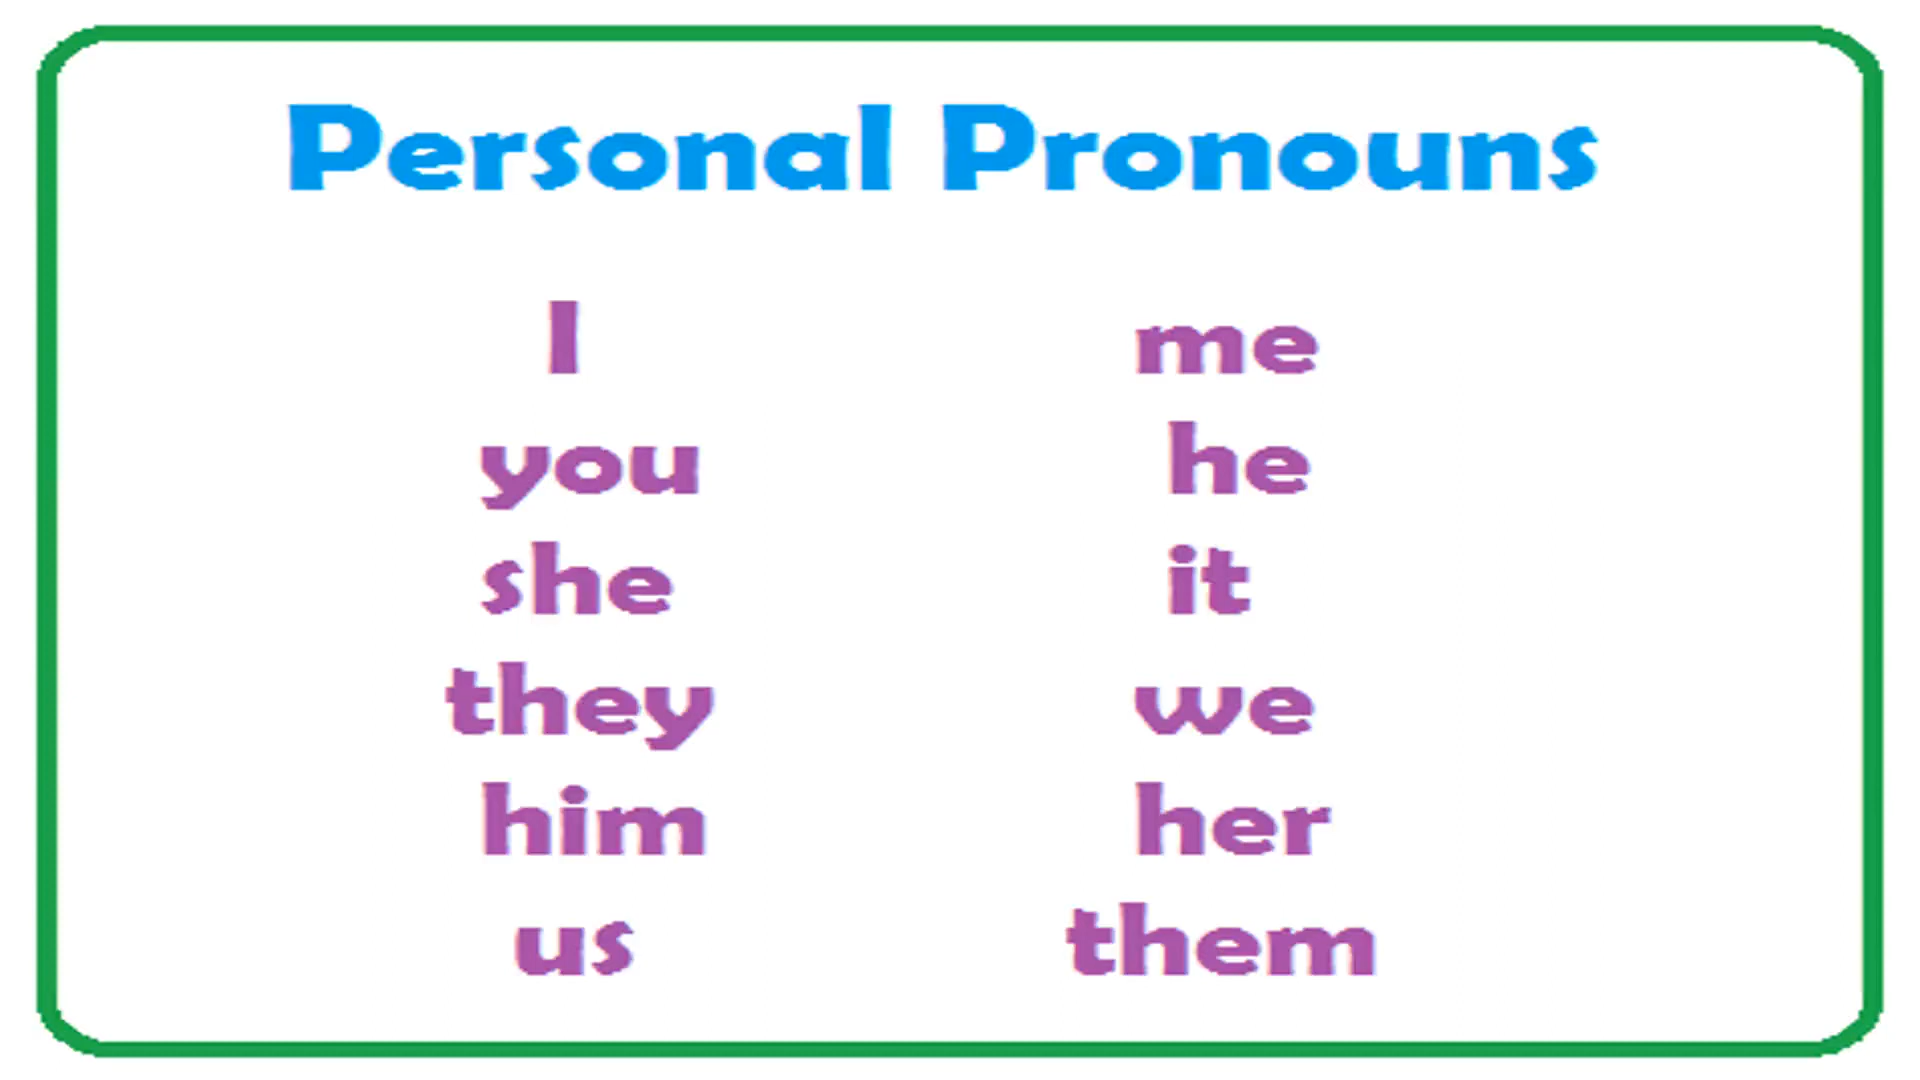 Personal Pronouns
I me
you he
she it
they we
him her
us them